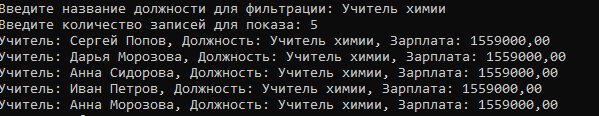 Введите название должности для фильтрации: Учитель химии
Введите количество записей для показа: 5
Учитель: Сергей Попов, Должность: Учитель химии, Зарплата: 1559000,00
Учитель: Дарья Морозова, Должность: Учитель химии, Зарплата: 1559000,00
Учитель: Анна Сидорова, Должность: Учитель химии, Зарплата: 1559000,00
Учитель: Иван Петров, Должность: Учитель химии, Зарплата: 1559000,00
Учитель: Анна Морозова, Должность: Учитель химии, Зарплата: 1559000,00